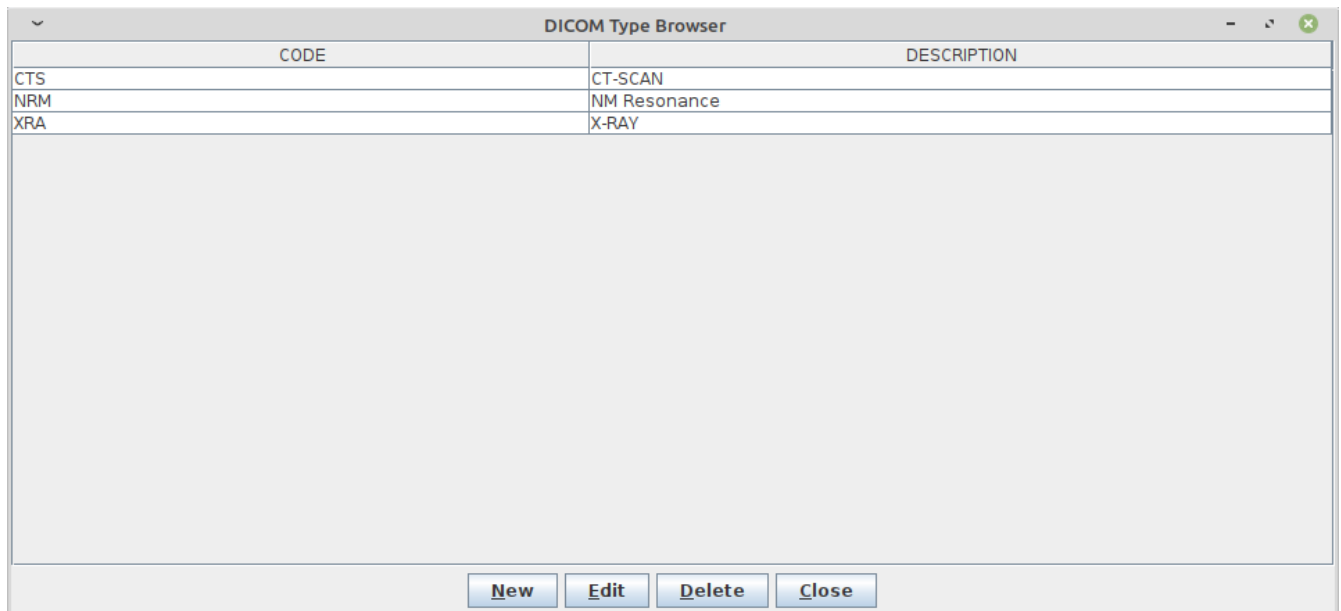 DICOM Type Browser
CODE DESCRIPTION
CTS CT-SCAN
NRM NM Resonance
XRA X-RAY
New Edit Delete Close